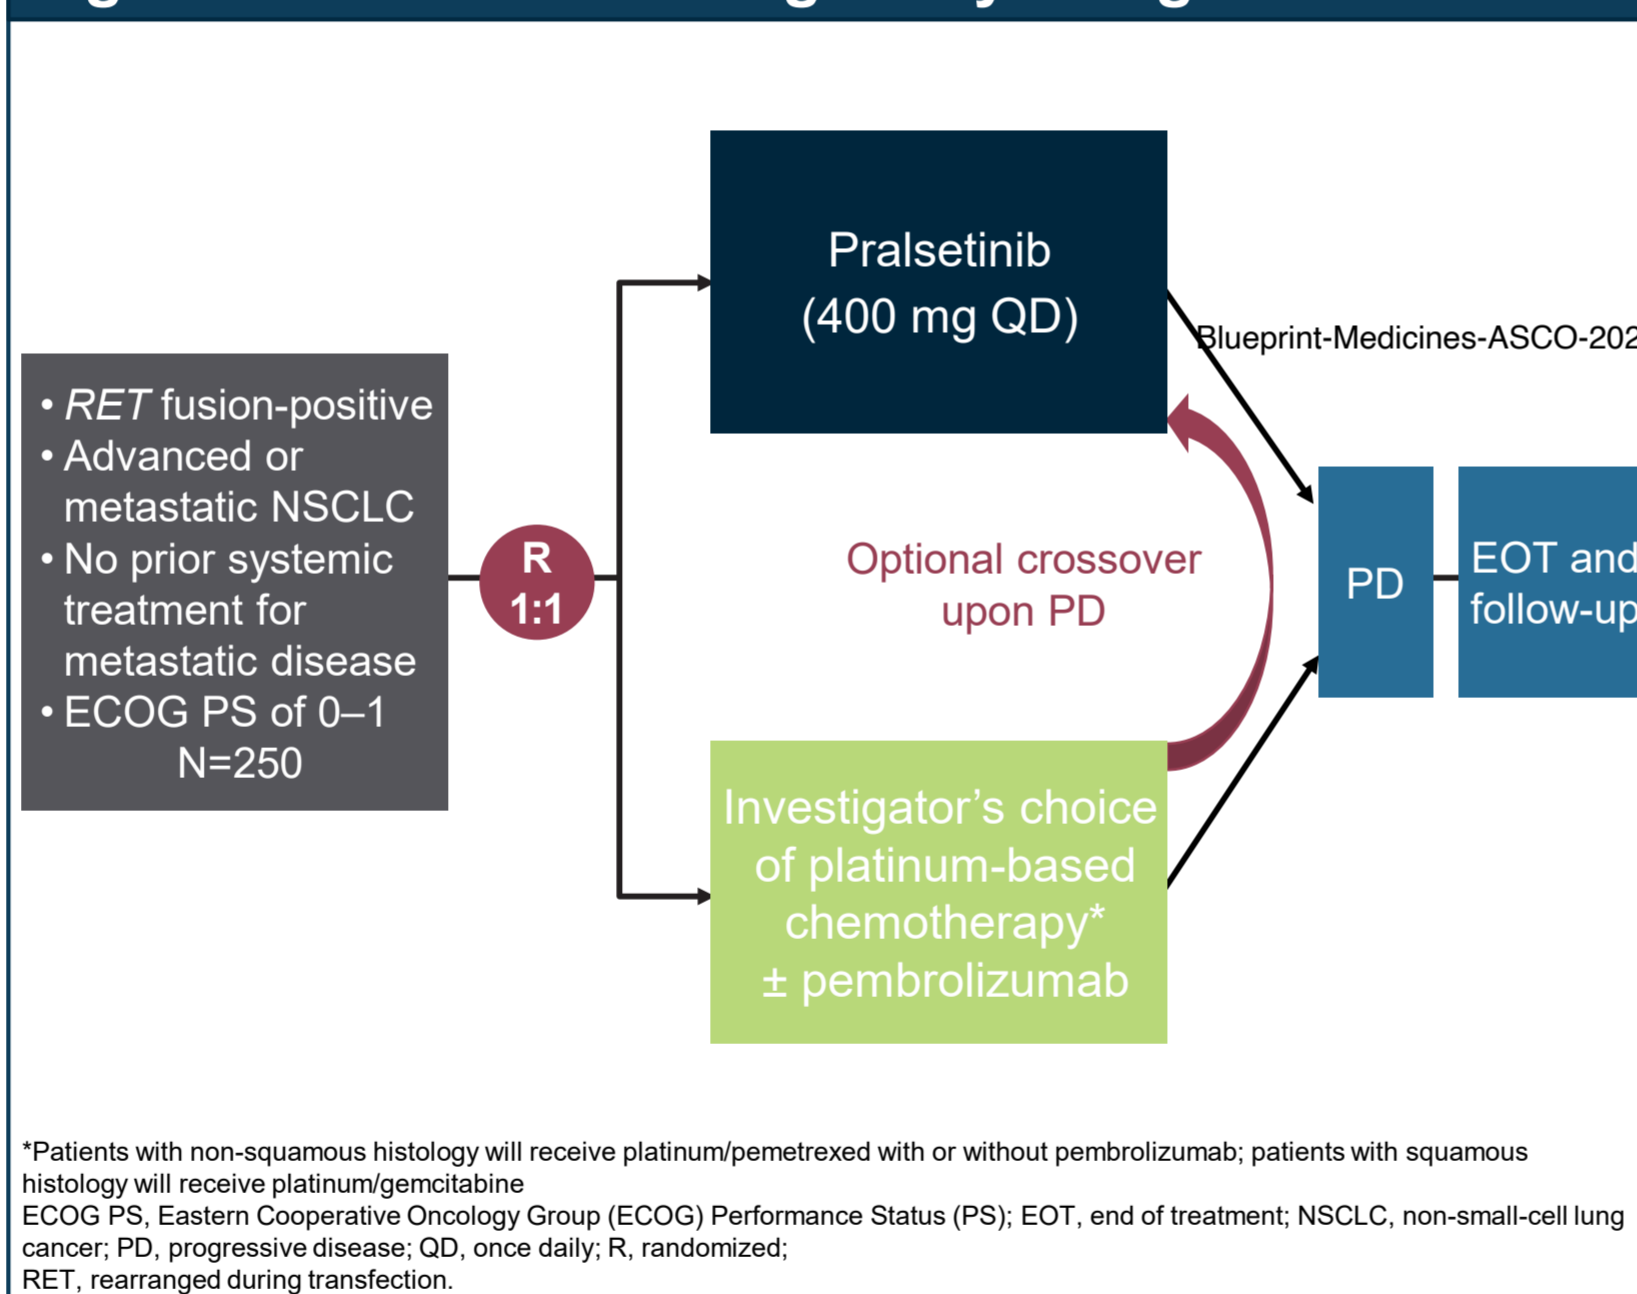 Pralsetinib
(400 mg QD)
Blueprint-Medicines-ASCO-202
• RET fusion-positive
• Advanced or
metastatic NSCLC
• No prior systemic
treatment for
metastatic disease
• ECOG PS of 0–1
N=250
R
1:1
Optional crossover
upon PD
PD
EOT and
follow-up
Investigator’s choice
of platinum-based
chemotherapy*
± pembrolizumab
*Patients with non-squamous histology will receive platinum/pemetrexed with or without pembrolizumab; patients with squamous
histology will receive platinum/gemcitabine
ECOG PS, Eastern Cooperative Oncology Group (ECOG) Performance Status (PS); EOT, end of treatment; NSCLC, non-small-cell lung
cancer; PD, progressive disease; QD, once daily; R, randomized;
RET, rearranged during transfection.